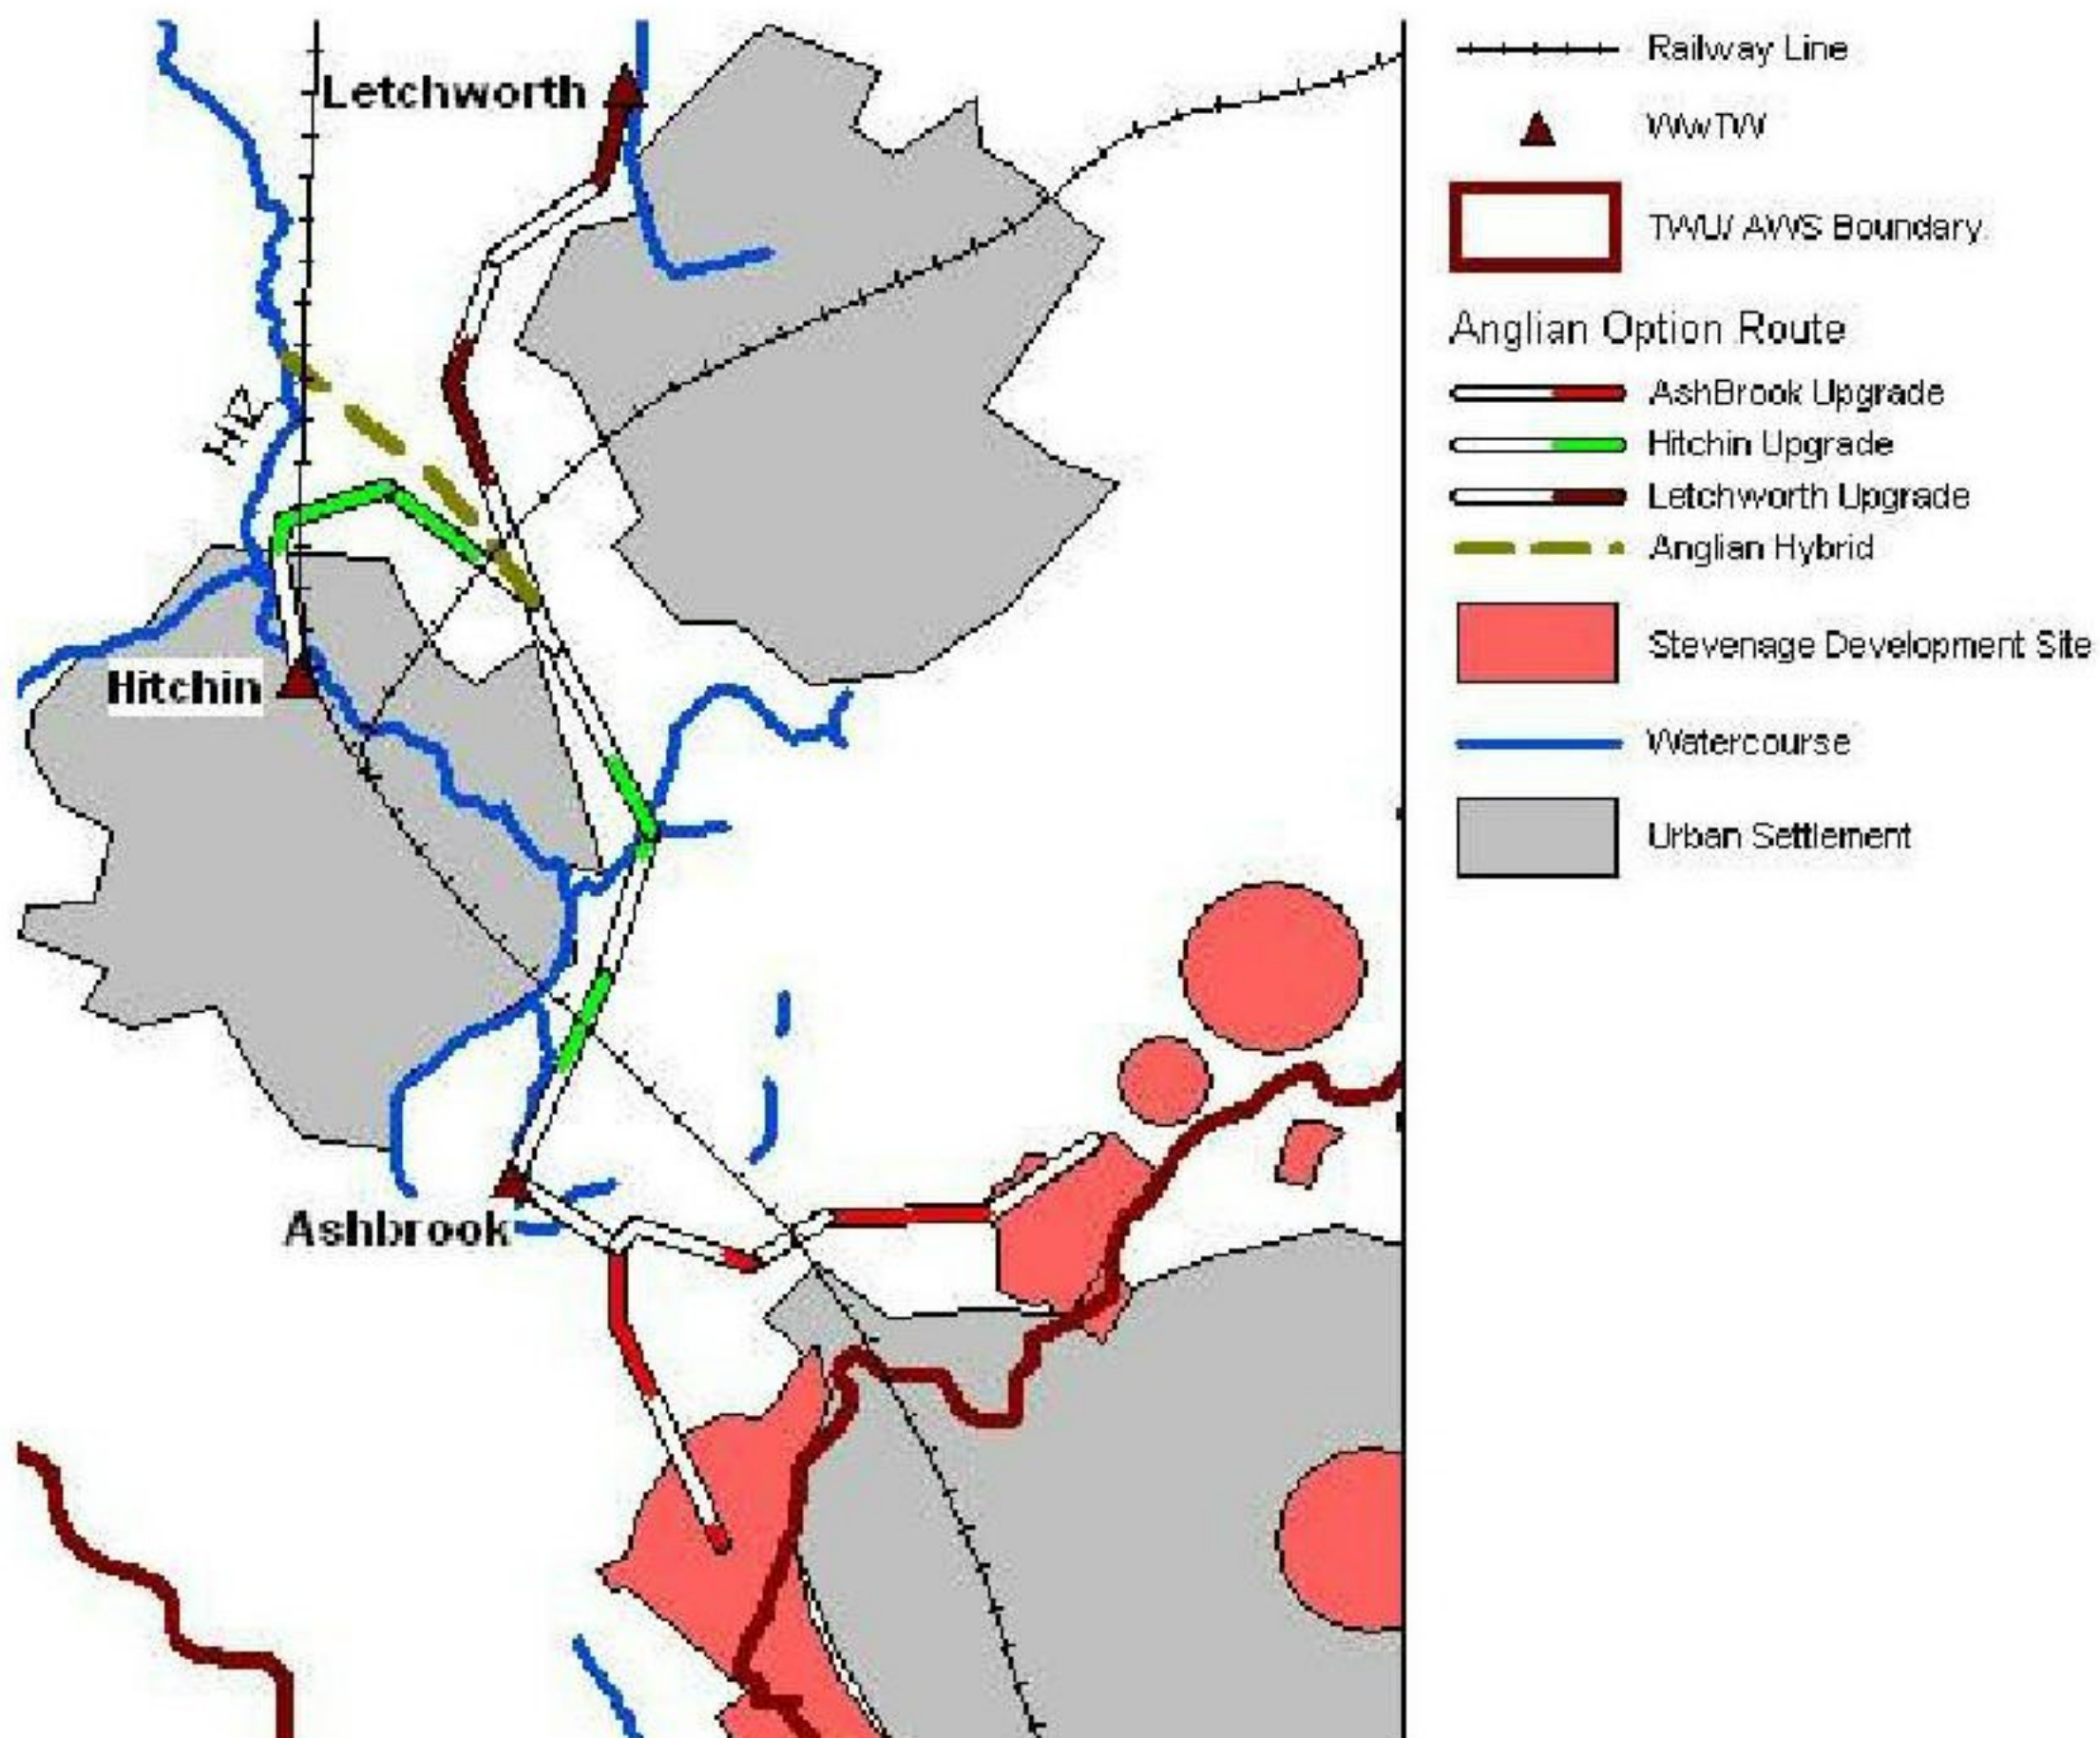 Letchworth
HR
Hitchin
Ashbrook
Railway Line
WwTW
TWU/ AWS Boundary
Anglian Option Route
AshBrook Upgrade
Hitchin Upgrade
Letchworth Upgrade
Anglian Hybrid
Stevenage Development Site
Watercourse
Urban Settlement